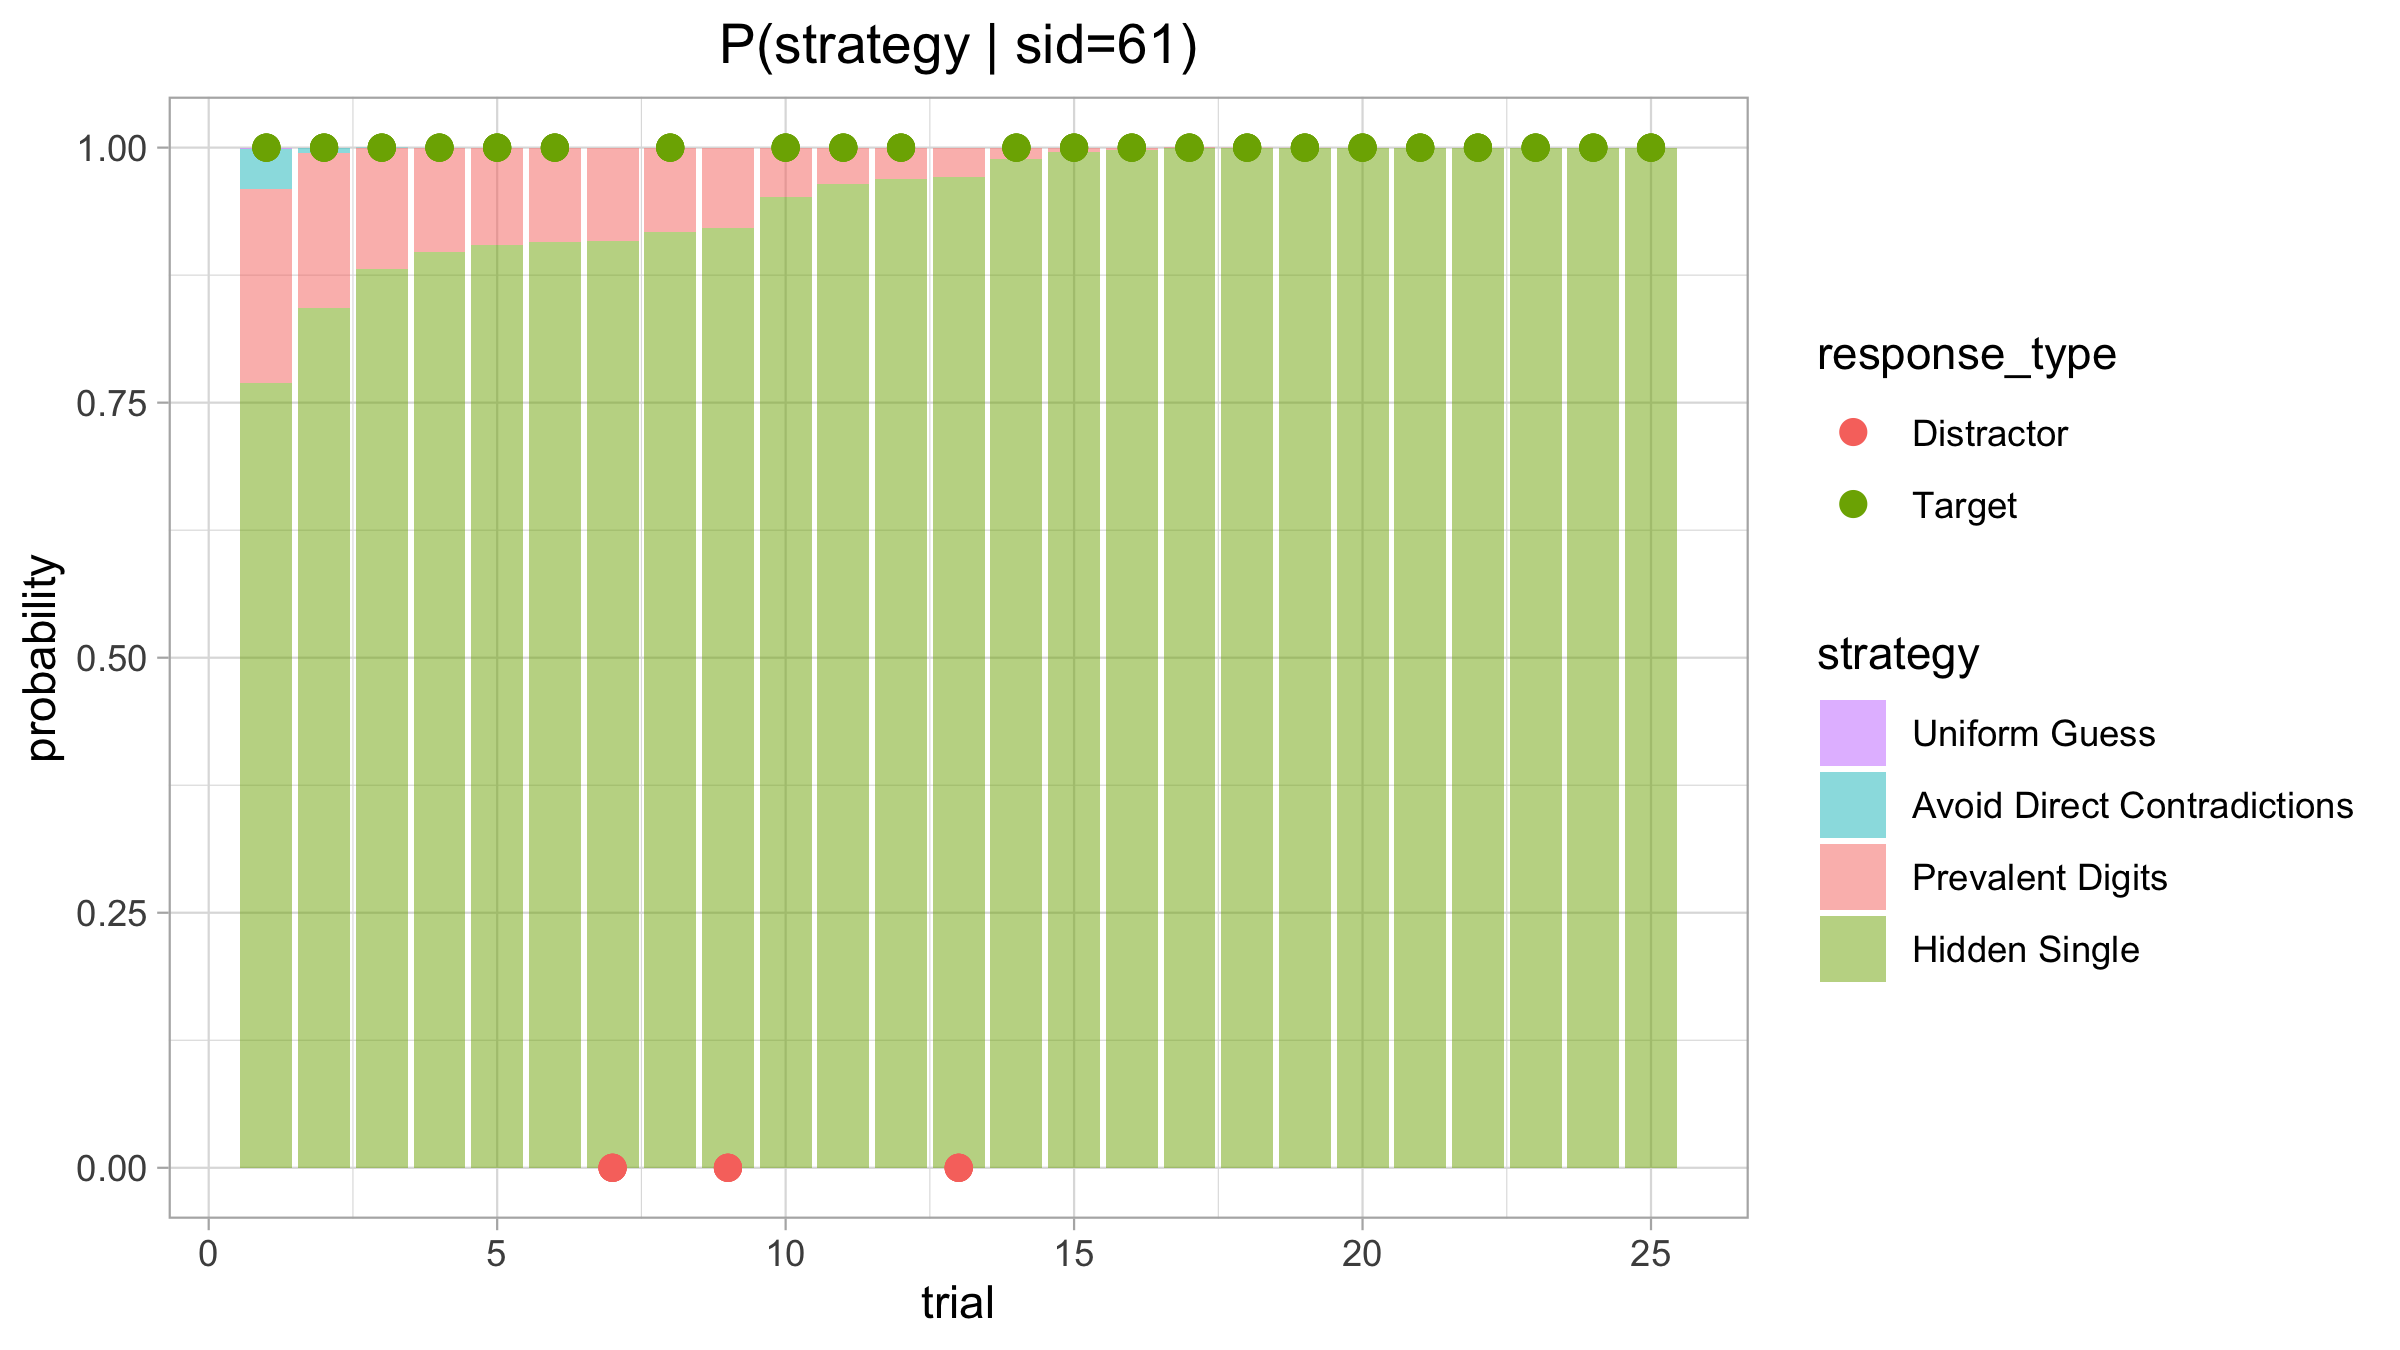 P(strategy | sid=61)
probability
1.00
0.75
0.50
0.25
0.00
0 5 10 15 20 25
trial
response_type
Distractor
Target
strategy
Uniform Guess
Avoid Direct Contradictions
Prevalent Digits
Hidden Single